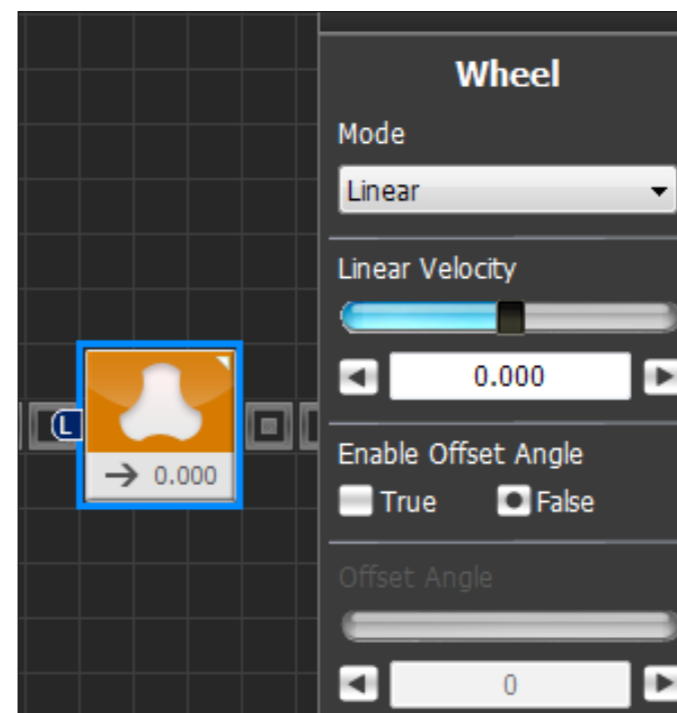 Wheel
Mode
Linear
Linear Velocity
0.000
L
→ 0.000
Enable Offset Angle
True False
Offset Angle
0